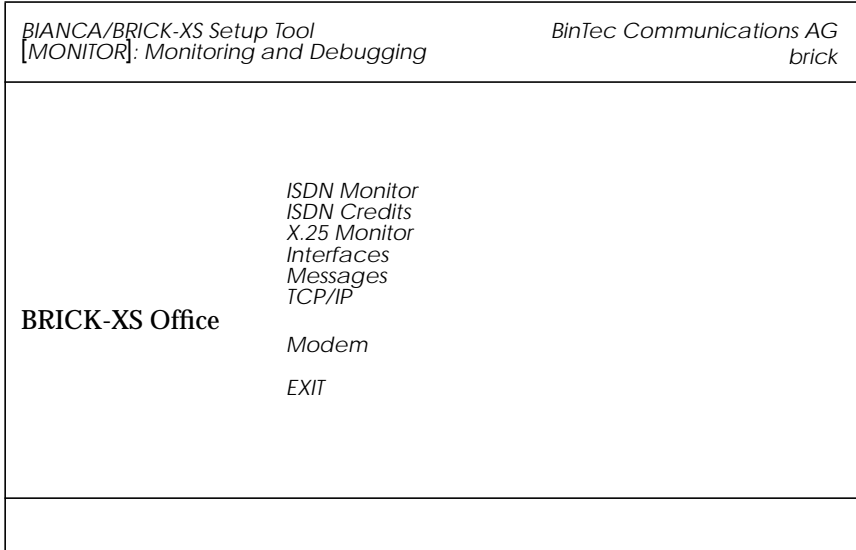 BIANCA/BRICK-XS Setup Tool BinTec Communications AG
[MONITOR]: Monitoring and Debugging brick
ISDN Monitor
ISDN Credits
X.25 Monitor
Interfaces
Messages
TCP/IP
BRICK-XS Office
Modem
EXIT